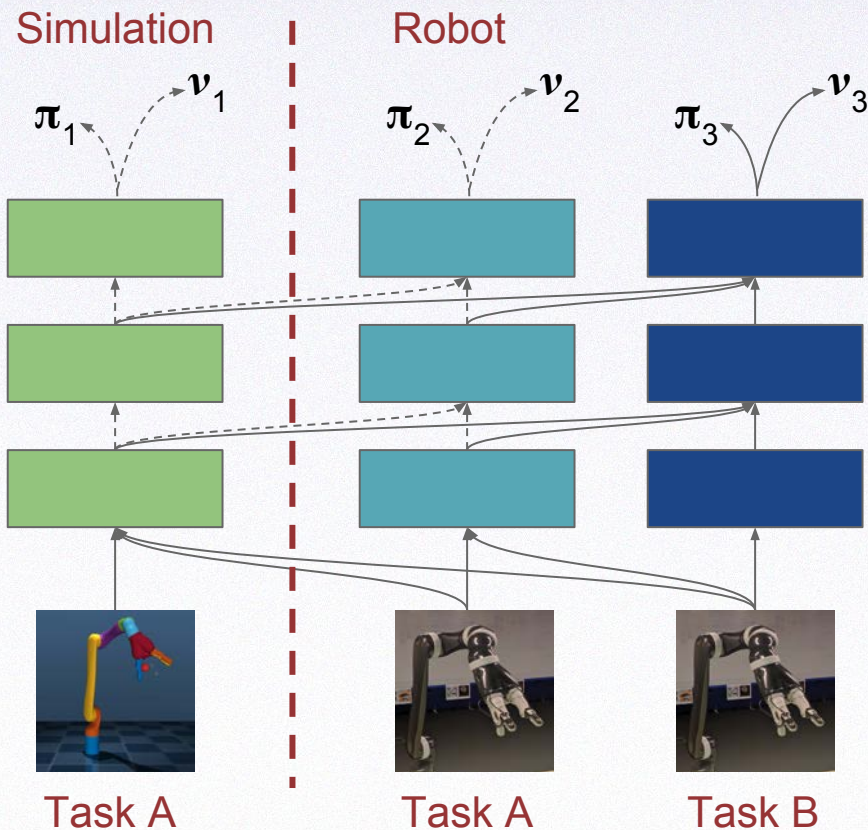 Simulation
Robot
π1 ν1
π2 ν2
π3 ν3
Task A
Task A
Task B